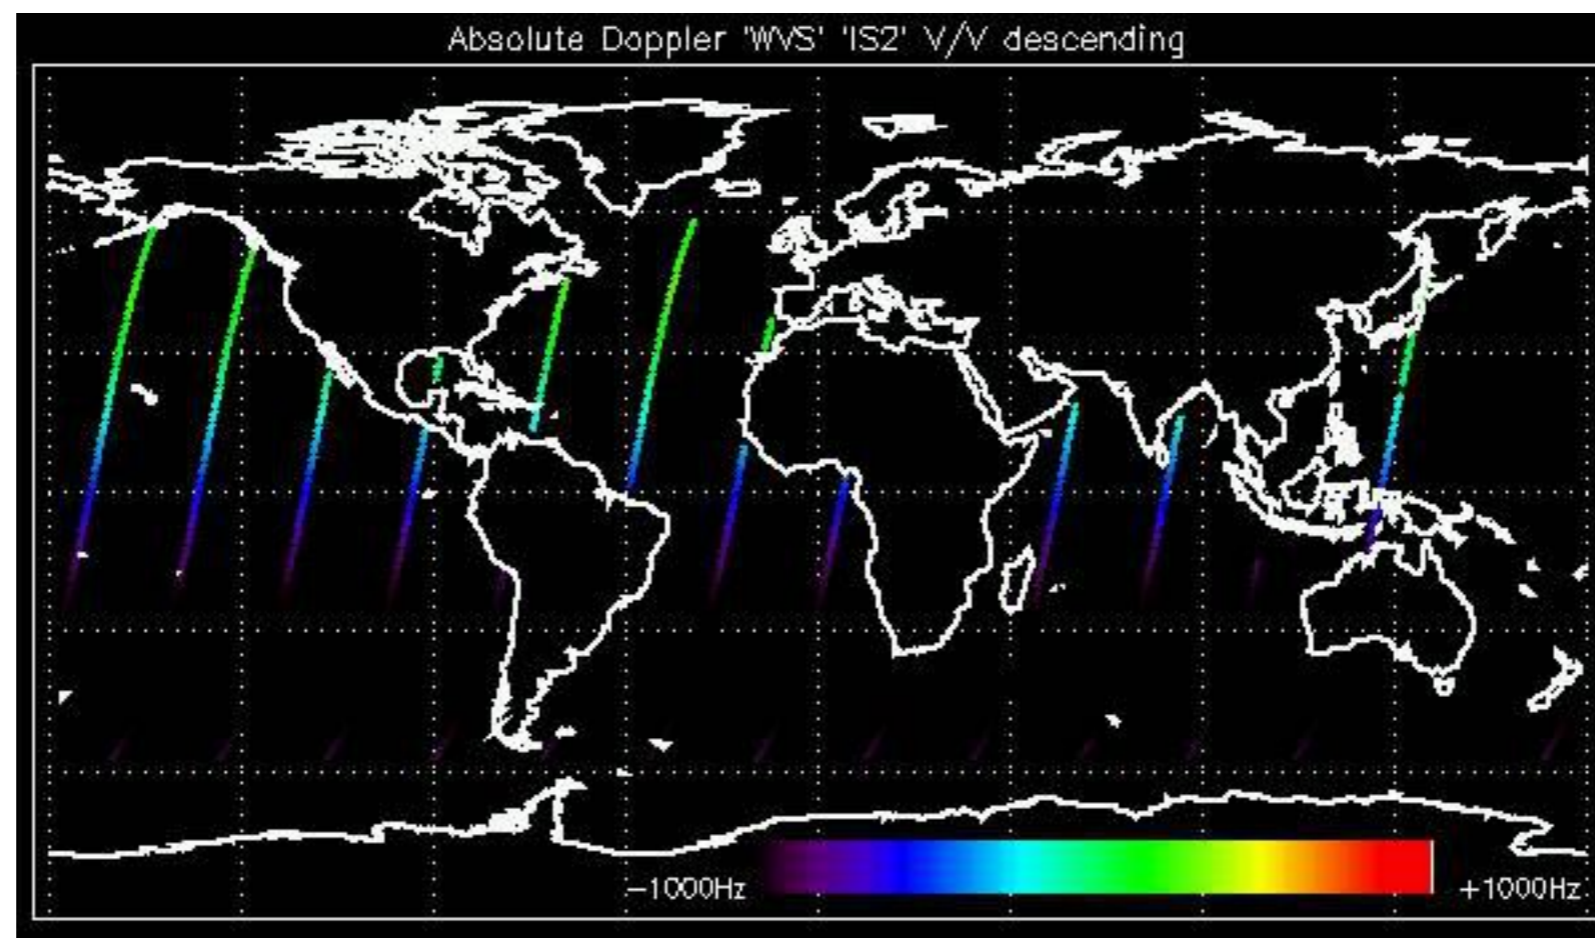 Absolute Doppler 'WVS' 'IS2' V/V descending
−1000Hz +1000Hz